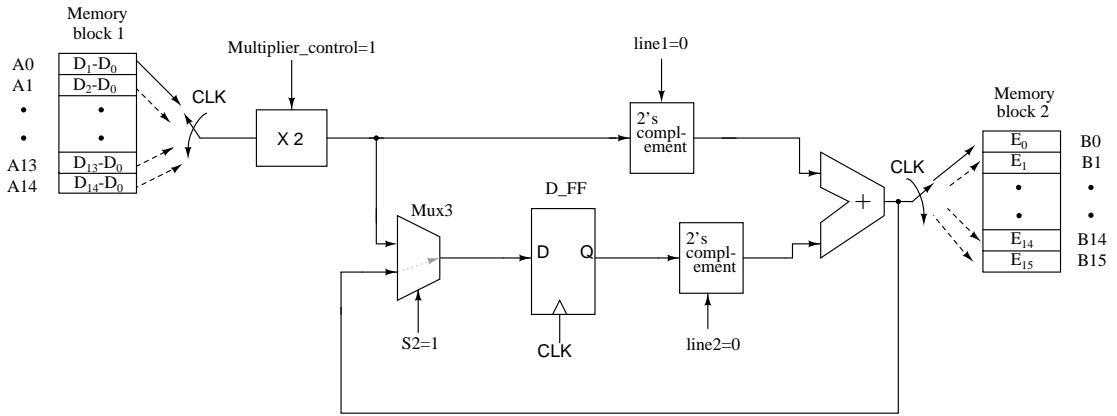 Memory
block 1
A0
D₁-D₀
A1
D₂-D₀
A13
D₁₃-D₀
A14
D₁₄-D₀
CLK
Multiplier_control=1
X 2
line1=0
2's
compl-
ement
Mux3
S2=1
D_FF
D
Q
CLK
2's
compl-
ement
line2=0
+
CLK
Memory
block 2
E₀
B0
E₁
B1
E₁₄
B14
E₁₅
B15